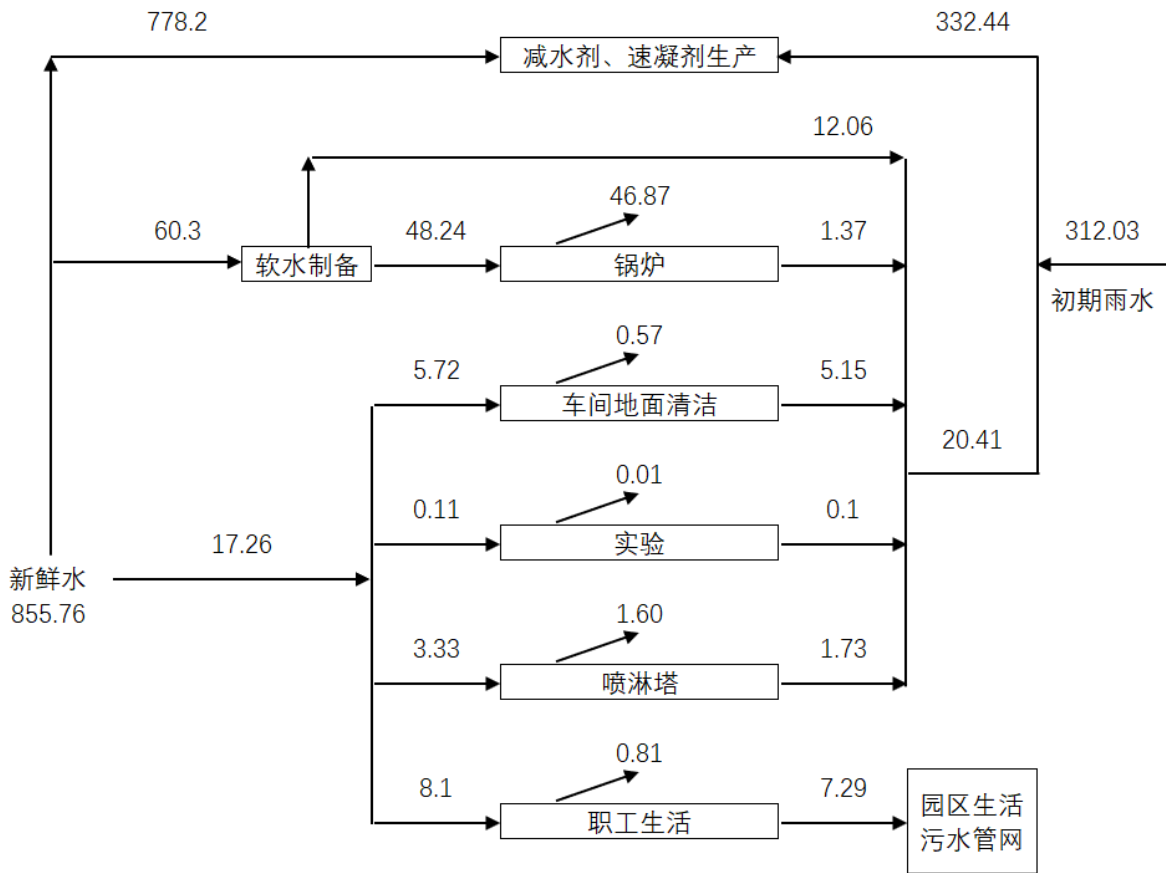 778.2
332.44
减水剂、速凝剂生产
12.06
46.87
60.3
48.24
1.37
312.03
软水制备
锅炉
初期雨水
0.57
5.72
5.15
车间地面清洁
20.41
0.01
0.11
0.1
17.26
实验
新鲜水
855.76
1.60
3.33
1.73
喷淋塔
0.81
8.1
7.29
园区生活
污水管网
职工生活